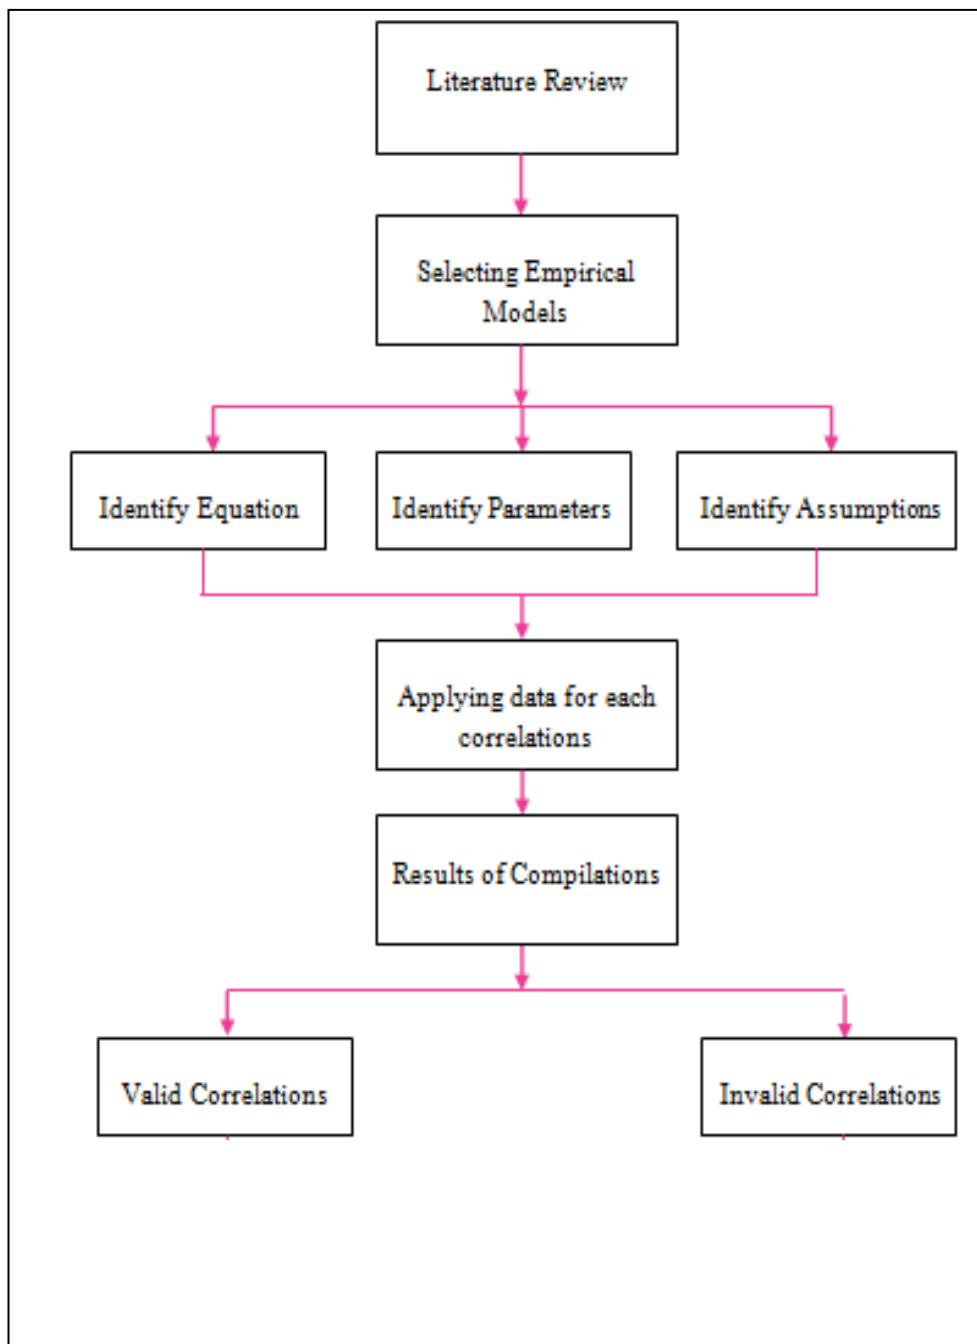 Literature Review
Selecting Empirical
Models
Identify Equation
Identify Parameters
Identify Assumptions
Applying data for each
correlations
Results of Compilations
Valid Correlations
Invalid Correlations